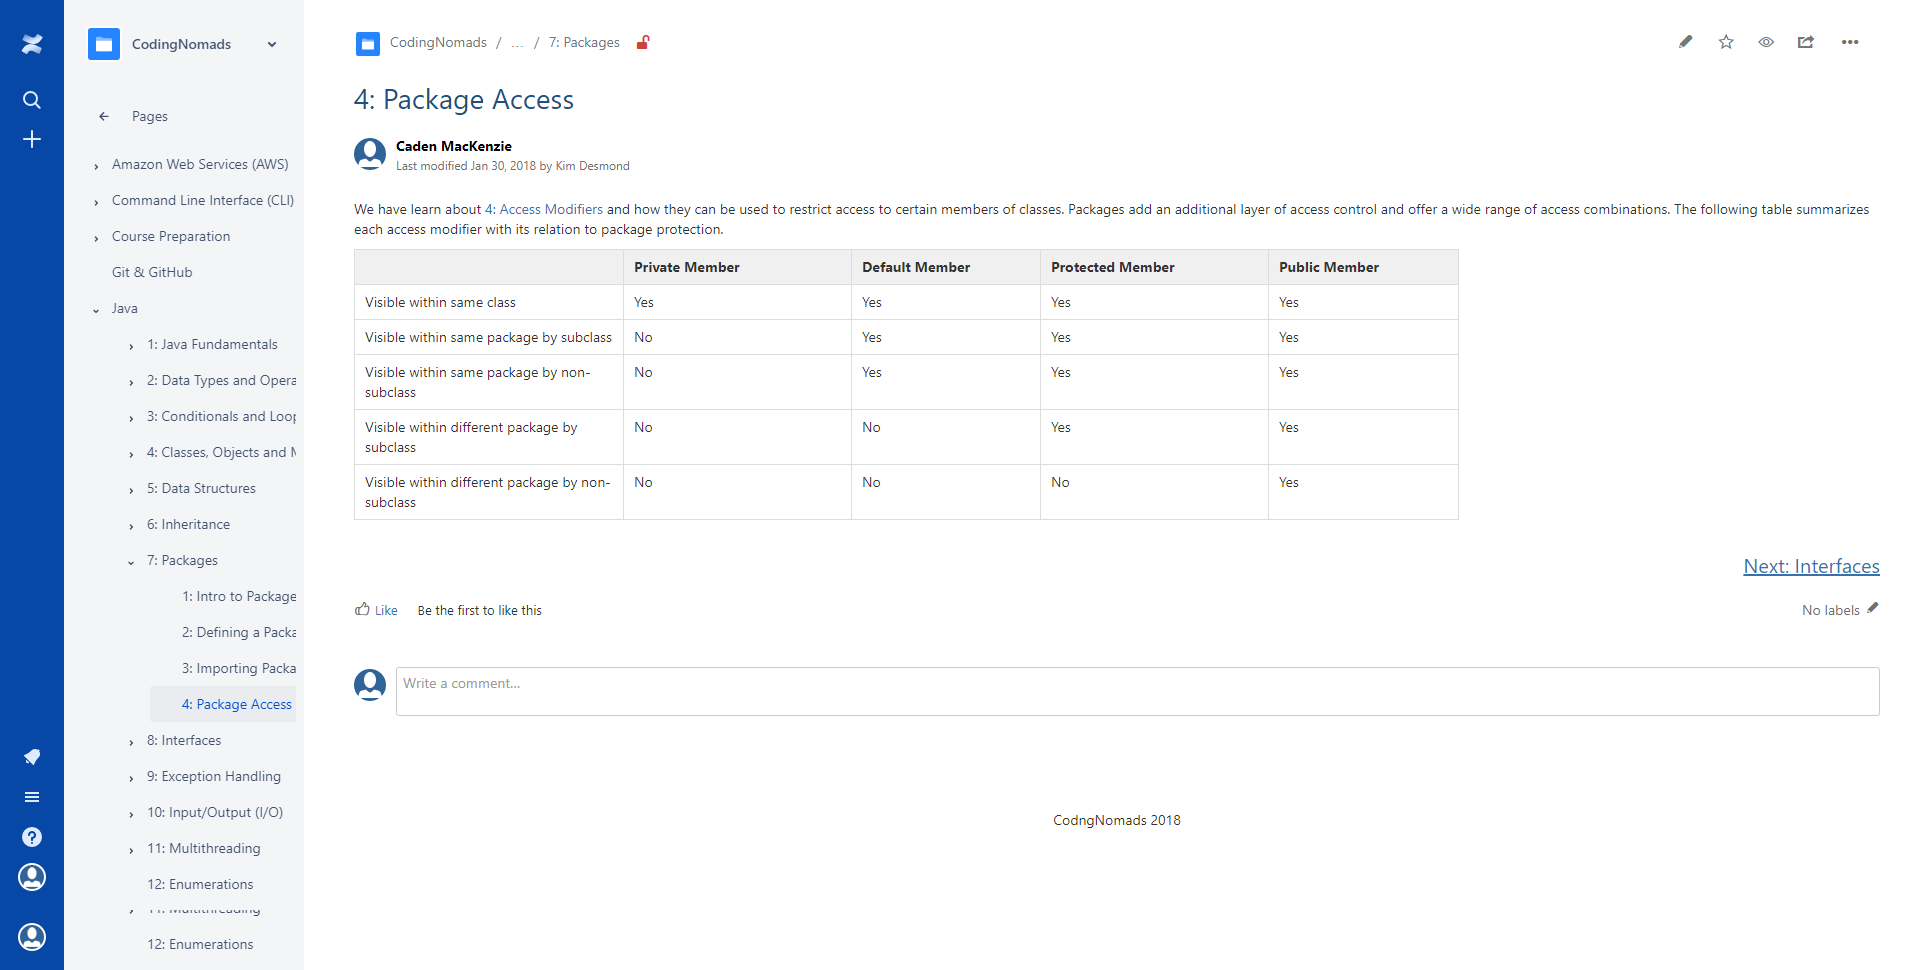 CodingNomads
Pages
Amazon Web Services (AWS)
Command Line Interface (CLI)
Course Preparation
Git & GitHub
Java
1: Java Fundamentals
2: Data Types and Opera
3: Conditionals and Loop
4: Classes, Objects and M
5: Data Structures
6: Inheritance
7: Packages
1: Intro to Package
2: Defining a Packa
3: Importing Packa
4: Package Access
8: Interfaces
9: Exception Handling
10: Input/Output (I/O)
11: Multithreading
12: Enumerations
11: Multithreading
12: Enumerations
CodingNomads / ... / 7: Packages
4: Package Access
Caden MacKenzie
Last modified Jan 30, 2018 by Kim Desmond
We have learn about 4: Access Modifiers and how they can be used to restrict access to certain members of classes. Packages add an additional layer of access control and offer a wide range of access combinations. The following table summarizes
each access modifier with its relation to package protection.
Private Member Default Member Protected Member Public Member
Visible within same class Yes Yes Yes Yes
Visible within same package by subclass No Yes Yes Yes
Visible within same package by non- No Yes Yes Yes
subclass
Visible within different package by No No Yes Yes
subclass
Visible within different package by non- No No No Yes
subclass
Next: Interfaces
Like Be the first to like this No labels
Write a comment...
CodngNomads 2018